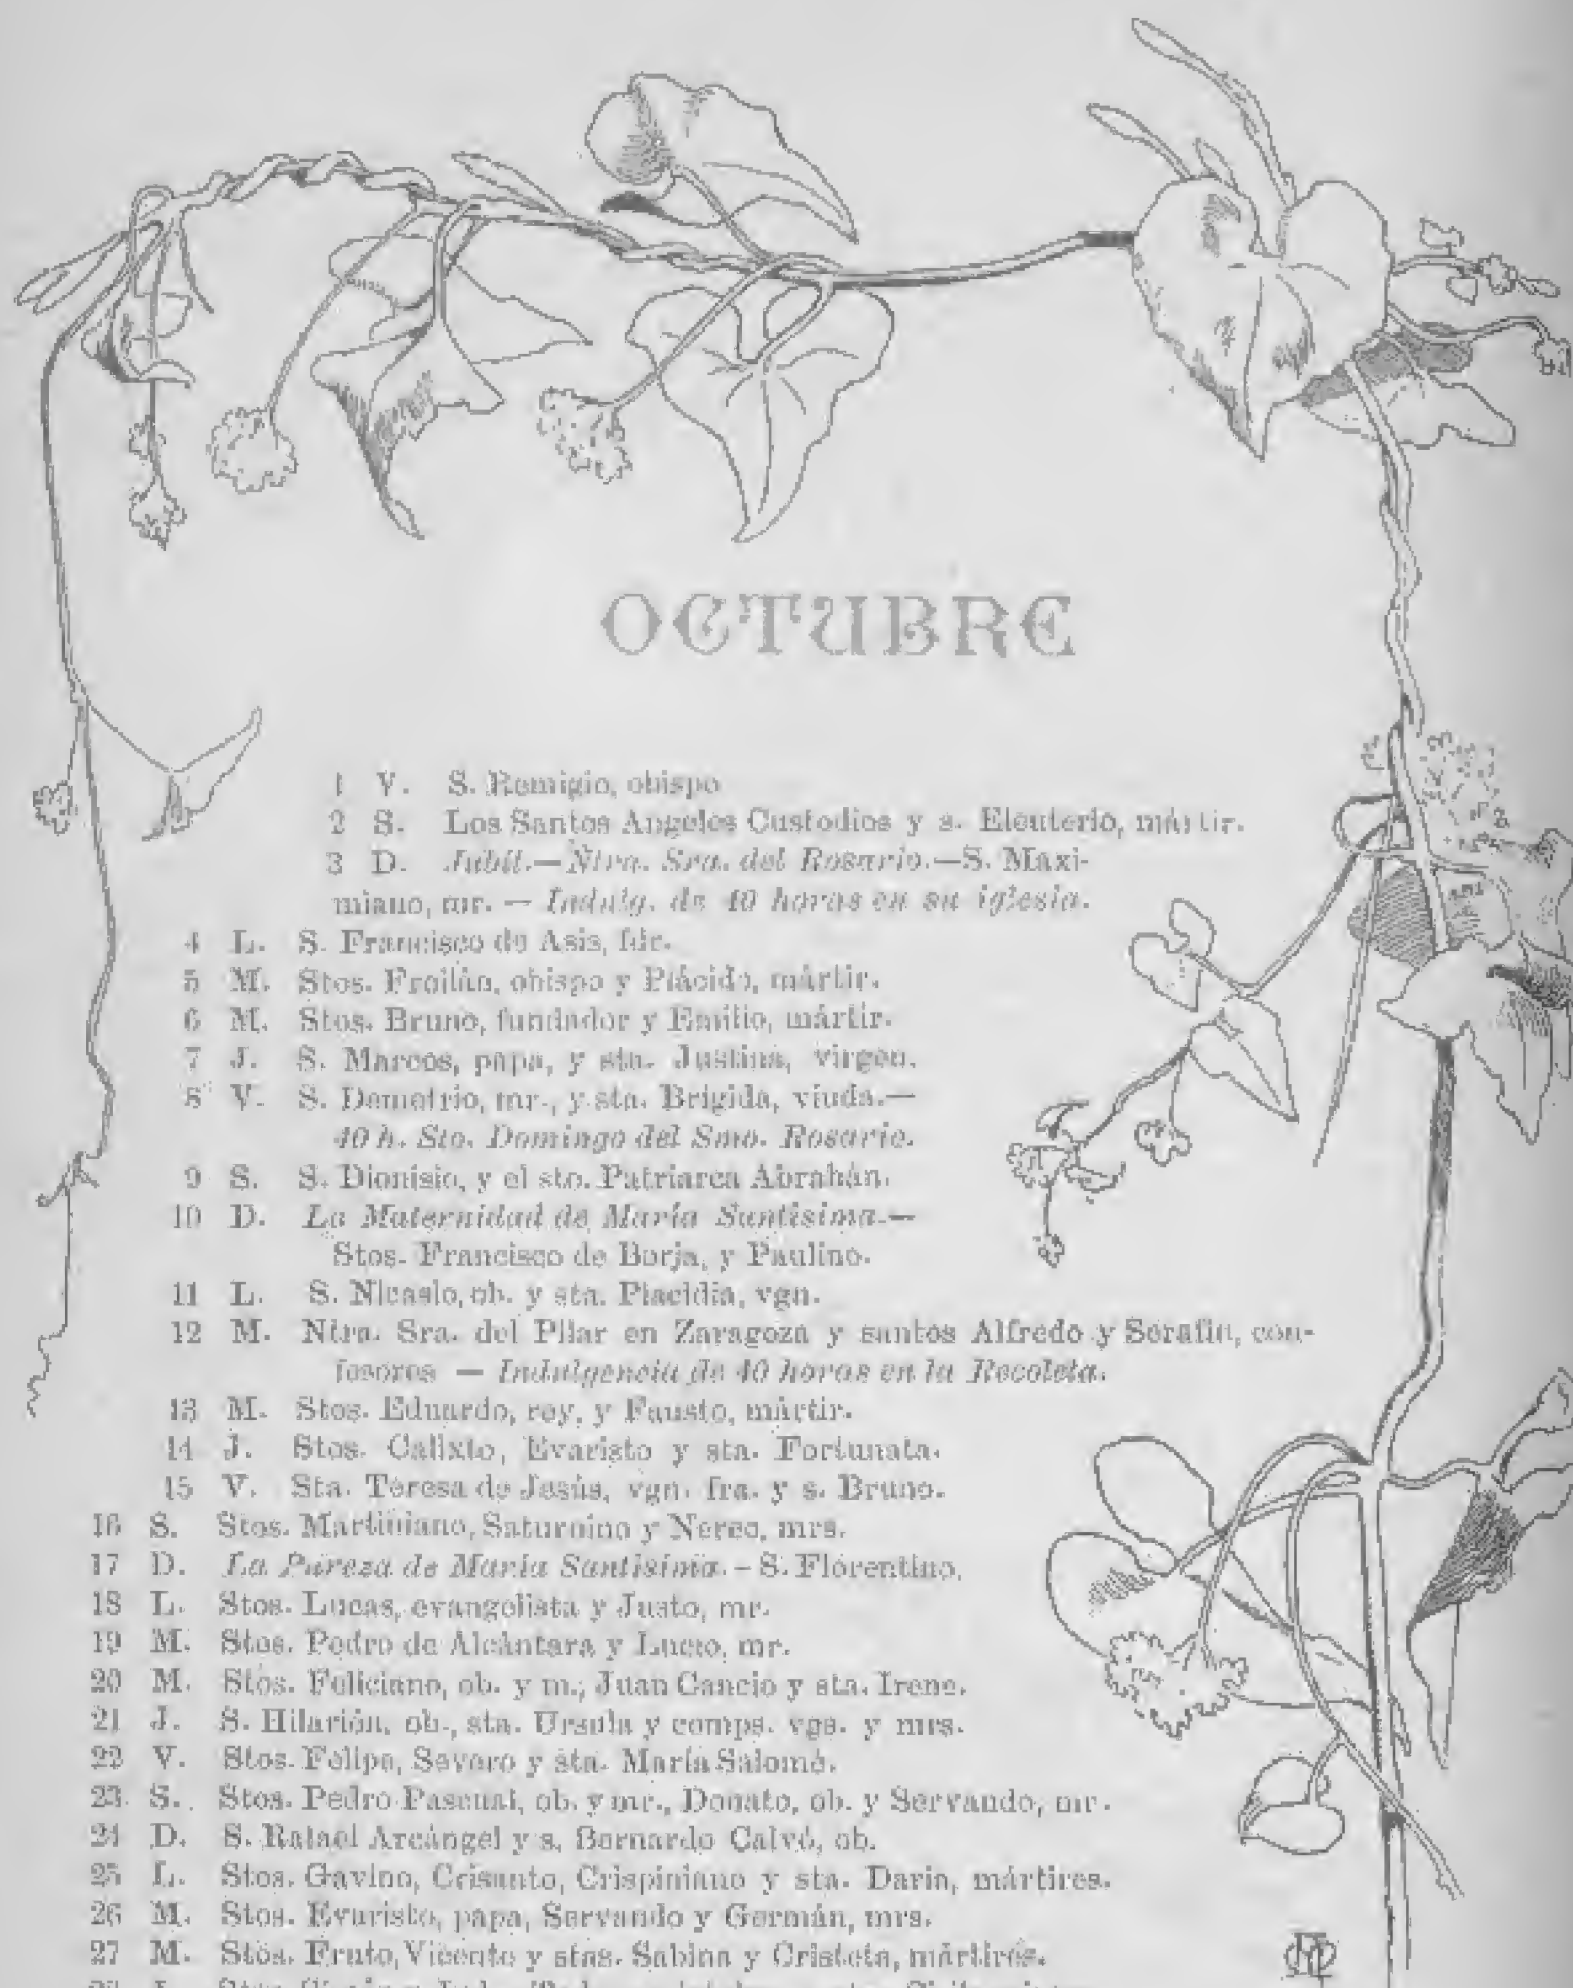 OCTUBRE
1 V. S. Remigio, obispo
2 S. Los Santos Angeles Custodios y s. Eleuterio, mártir.
3 D. Jubil.—Ntra. Sra. del Rosario.—S. Maxi-
miano, mr. — Indulg. de 40 horas en su iglesia.
4 L. S. Francisco de Asis, fdr.
5 M. Stos. Froilán, obispo y Plácido, mártir.
6 M. Stos. Bruno, fundador y Emilio, mártir.
7 J. S. Marcos, papa, y sta. Justina, virgen.
8 V. S. Demetrio, mr., y sta. Brigida, viuda.—
40 h. Sto. Domingo del Smo. Rosario.
9 S. S. Dionisio, y el sto. Patriarca Abrahán.
10 D. La Maternidad de María Santisima.—
Stos. Francisco de Borja, y Paulino.
11 L. S. Nicasio, ob. y sta. Placidia, vgn.
12 M. Ntra. Sra. del Pilar en Zaragoza y santos Alfredo y Serafin, con-
fesores — Indulgencia de 40 horas en la Recoleta.
13 M. Stos. Eduardo, rey, y Fausto, mártir.
14 J. Stos. Calixto, Evaristo y sta. Fortunata.
15 V. Sta. Teresa de Jesús, vgn. fra. y s. Bruno.
16 S. Stos. Martiniano, Saturnino y Nereo, mrs.
17 D. La Pureza de María Santísima.–S. Florentino.
18 L. Stos. Lucas, evangelista y Justo, mr.
19 M. Stos. Pedro de Alcántara y Lucio, mr.
20 M. Stos. Feliciano, ob. y m., Juan Cancio y sta. Irene.
21 J. S. Hilarión, ob., sta. Ursula y comps. vgs. y mrs.
22 V. Stos. Felipe, Severo y sta. María Salomé.
23 S. Stos. Pedro Pascual, ob. y mr., Donato, ob. y Servando, mr.
24 D. S. Rafael Arcángel y s. Bernardo Calvó, ob.
25 L. Stos. Gavino, Crisanto, Crispiniano y sta. Daria, mártires.
26 M. Stos. Evaristo, papa, Servando y Germán, mrs.
27 M. Stos. Fruto, Vicente y stas. Sabina y Cristeta, mártires.